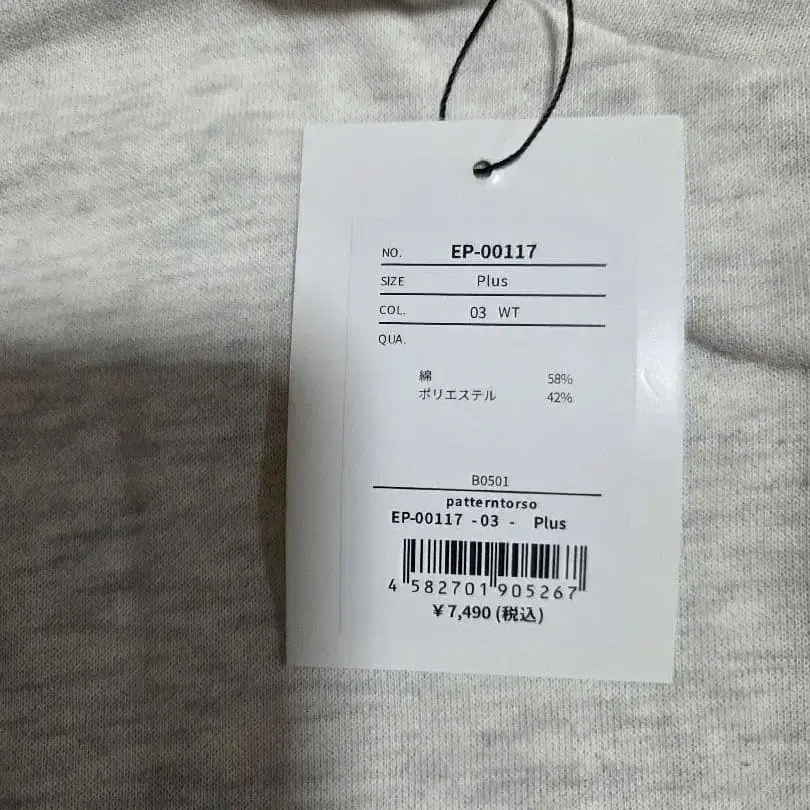 NO. EP-00117
SIZE Plus
COL. 03 WT
QUA.
綿 58%
ポリエステル 42%
B0501
patterntorso
EP-00117 -03 - Plus
4 582701 905267
¥7,490(税込)